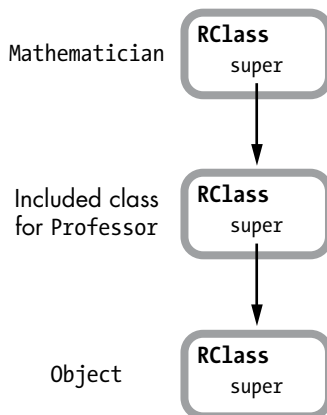 Mathematician
RClass
super
Included class
for Professor
RClass
super
Object
RClass
super